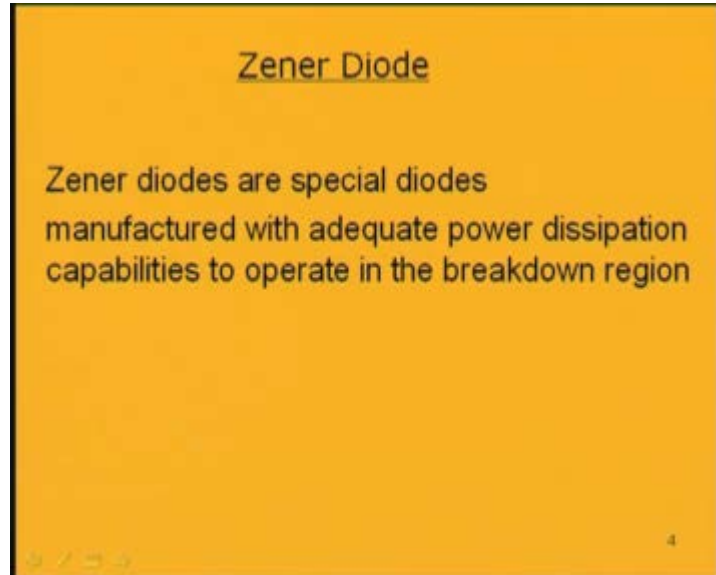 Zener Diode
Zener diodes are special diodes
manufactured with adequate power dissipation
capabilities to operate in the breakdown region
4